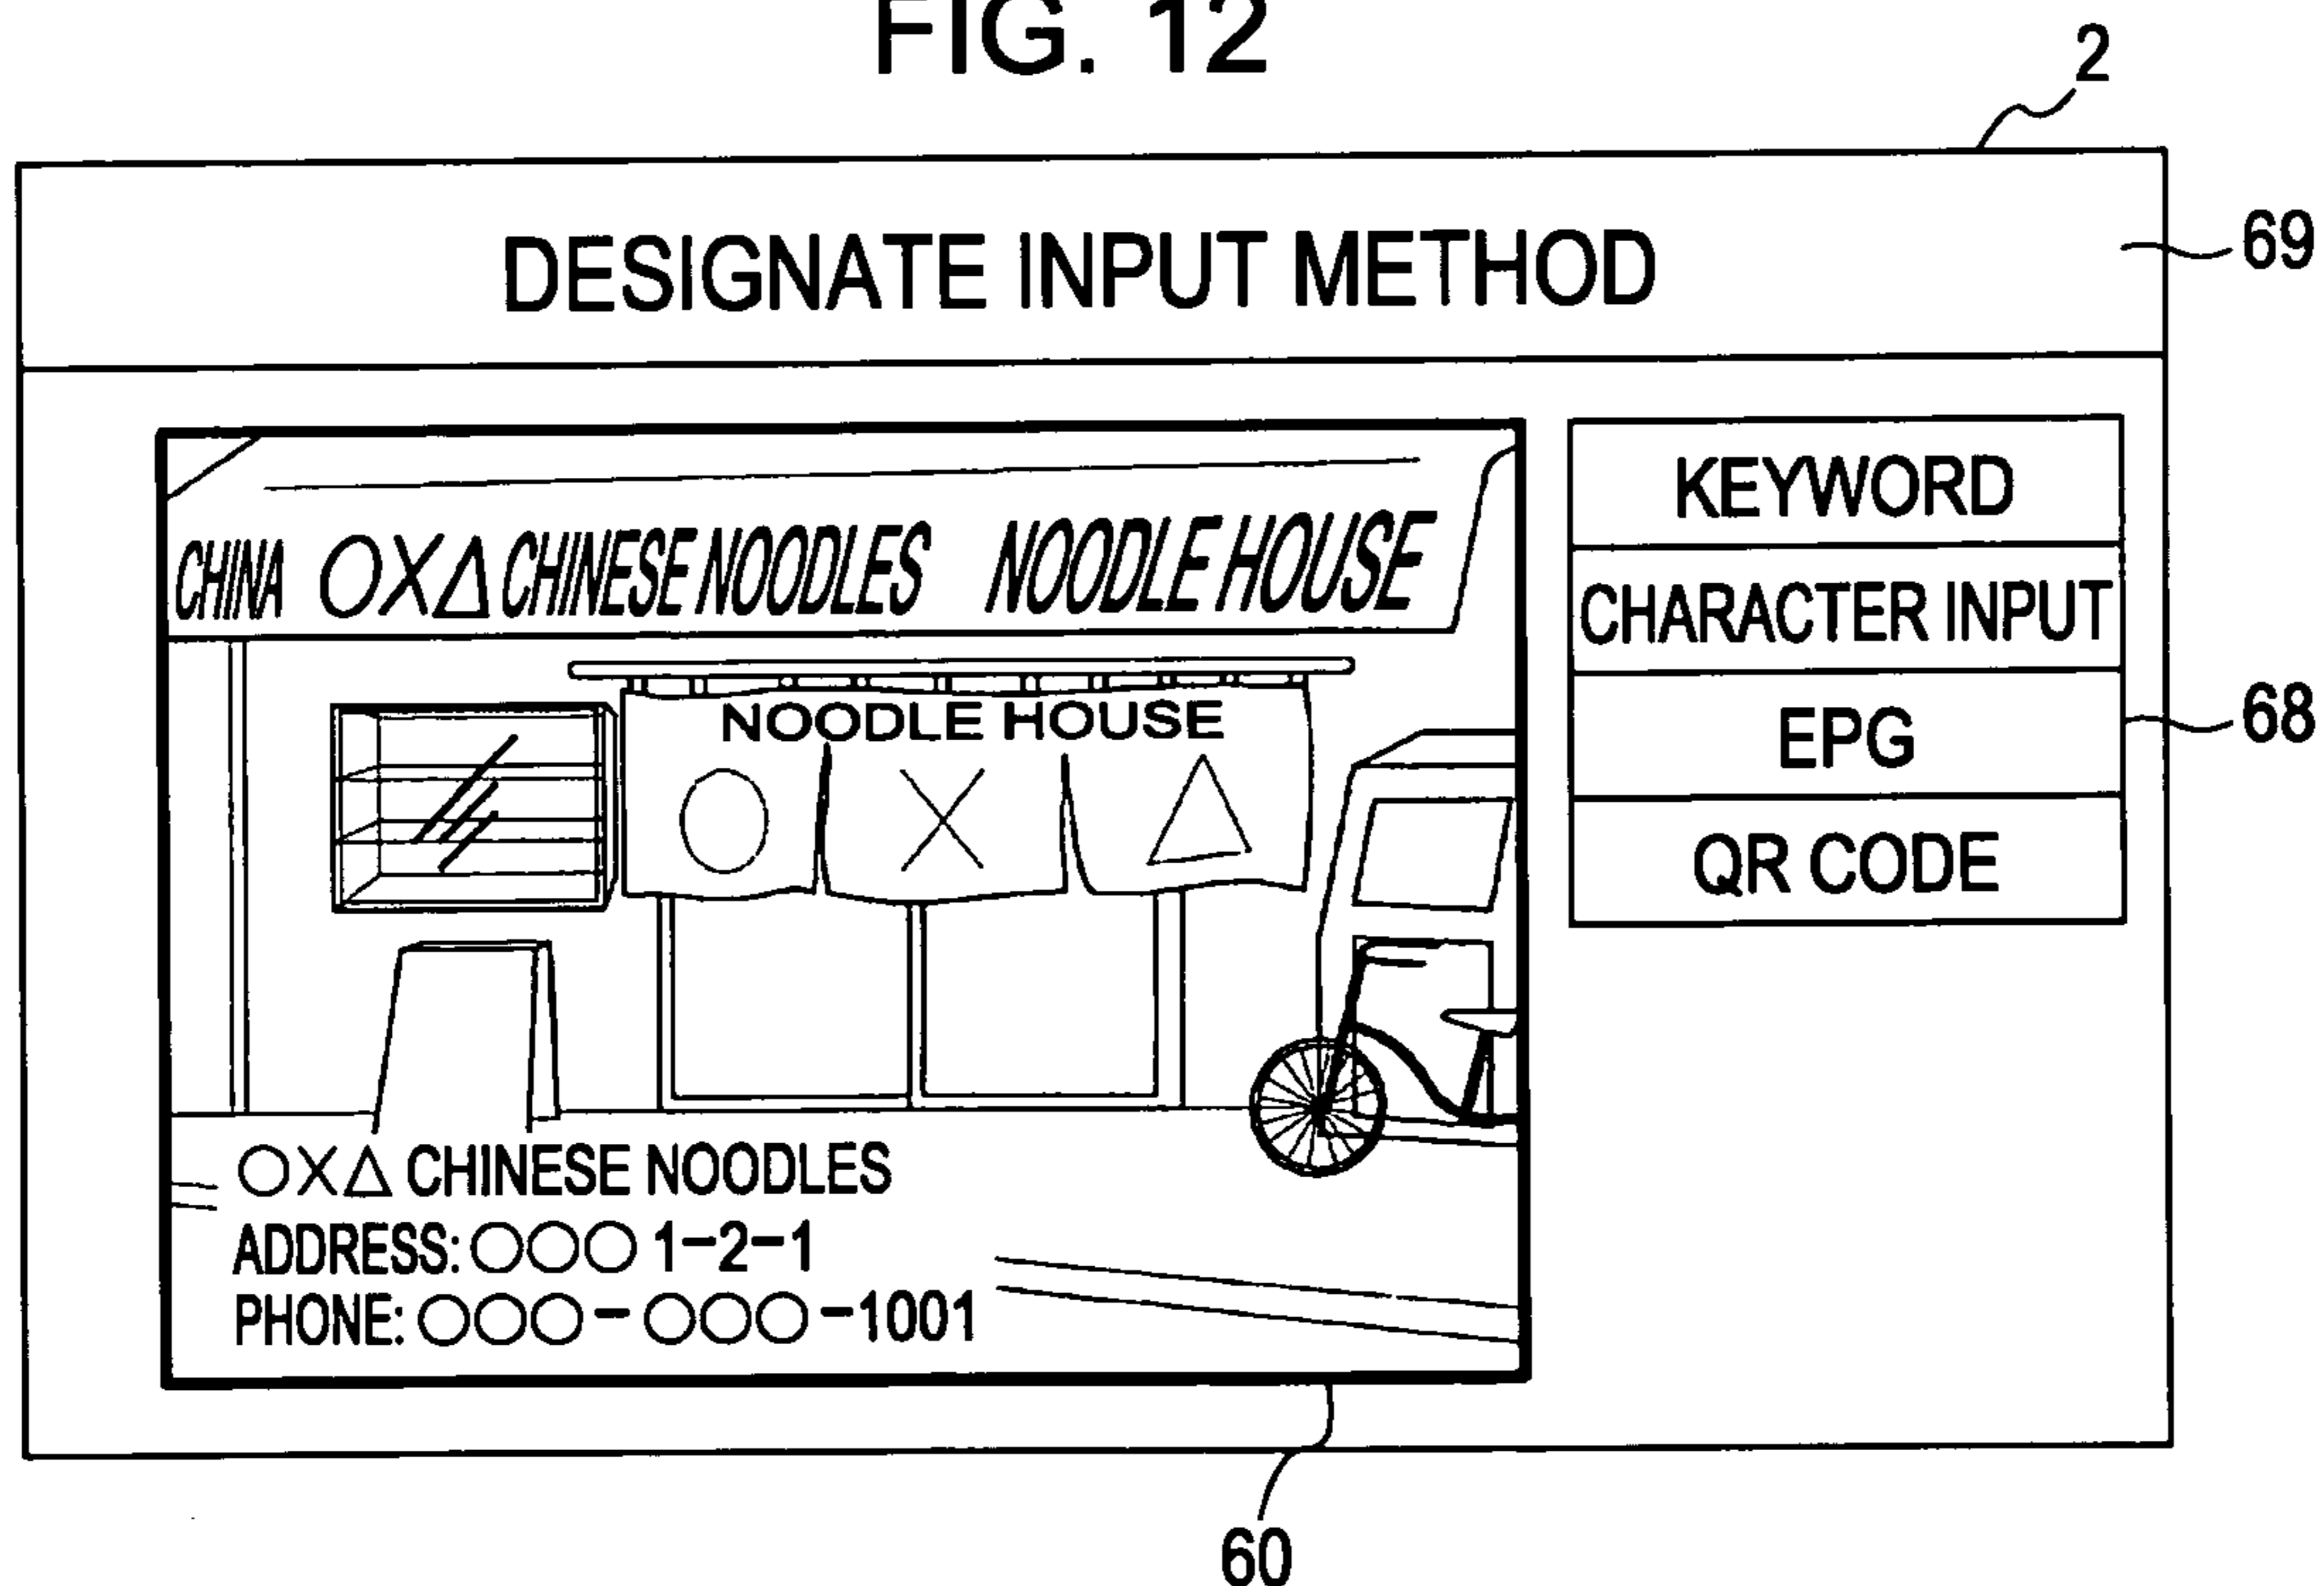 FIG. 12
2
DESIGNATE INPUT METHOD
69
CHINA ○×△ CHINESE NOODLES NOODLE HOUSE
NOODLE HOUSE
○ × △
○×△ CHINESE NOODLES
ADDRESS: ○○○ 1-2-1
PHONE: ○○○-○○○-1001
KEYWORD
CHARACTER INPUT
EPG
68
QR CODE
60